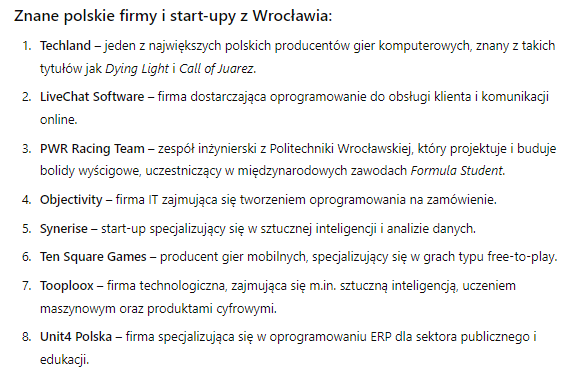 Znane polskie firmy i start-upy z Wrocławia:
1. Techland – jeden z największych polskich producentów gier komputerowych, znany z takich
tytułów jak Dying Light i Call of Juarez.
2. LiveChat Software – firma dostarczająca oprogramowanie do obsługi klienta i komunikacji
online.
3. PWR Racing Team – zespół inżynierski z Politechniki Wrocławskiej, który projektuje i buduje
bolidy wyścigowe, uczestniczący w międzynarodowych zawodach Formula Student.
4. Objectivity – firma IT zajmująca się tworzeniem oprogramowania na zamówienie.
5. Synerise – start-up specjalizujący się w sztucznej inteligencji i analizie danych.
6. Ten Square Games – producent gier mobilnych, specjalizujący się w grach typu free-to-play.
7. Tooploox – firma technologiczna, zajmująca się m.in. sztuczną inteligencją, uczeniem
maszynowym oraz produktami cyfrowymi.
8. Unit4 Polska – firma specjalizująca się w oprogramowaniu ERP dla sektora publicznego i
edukacji.